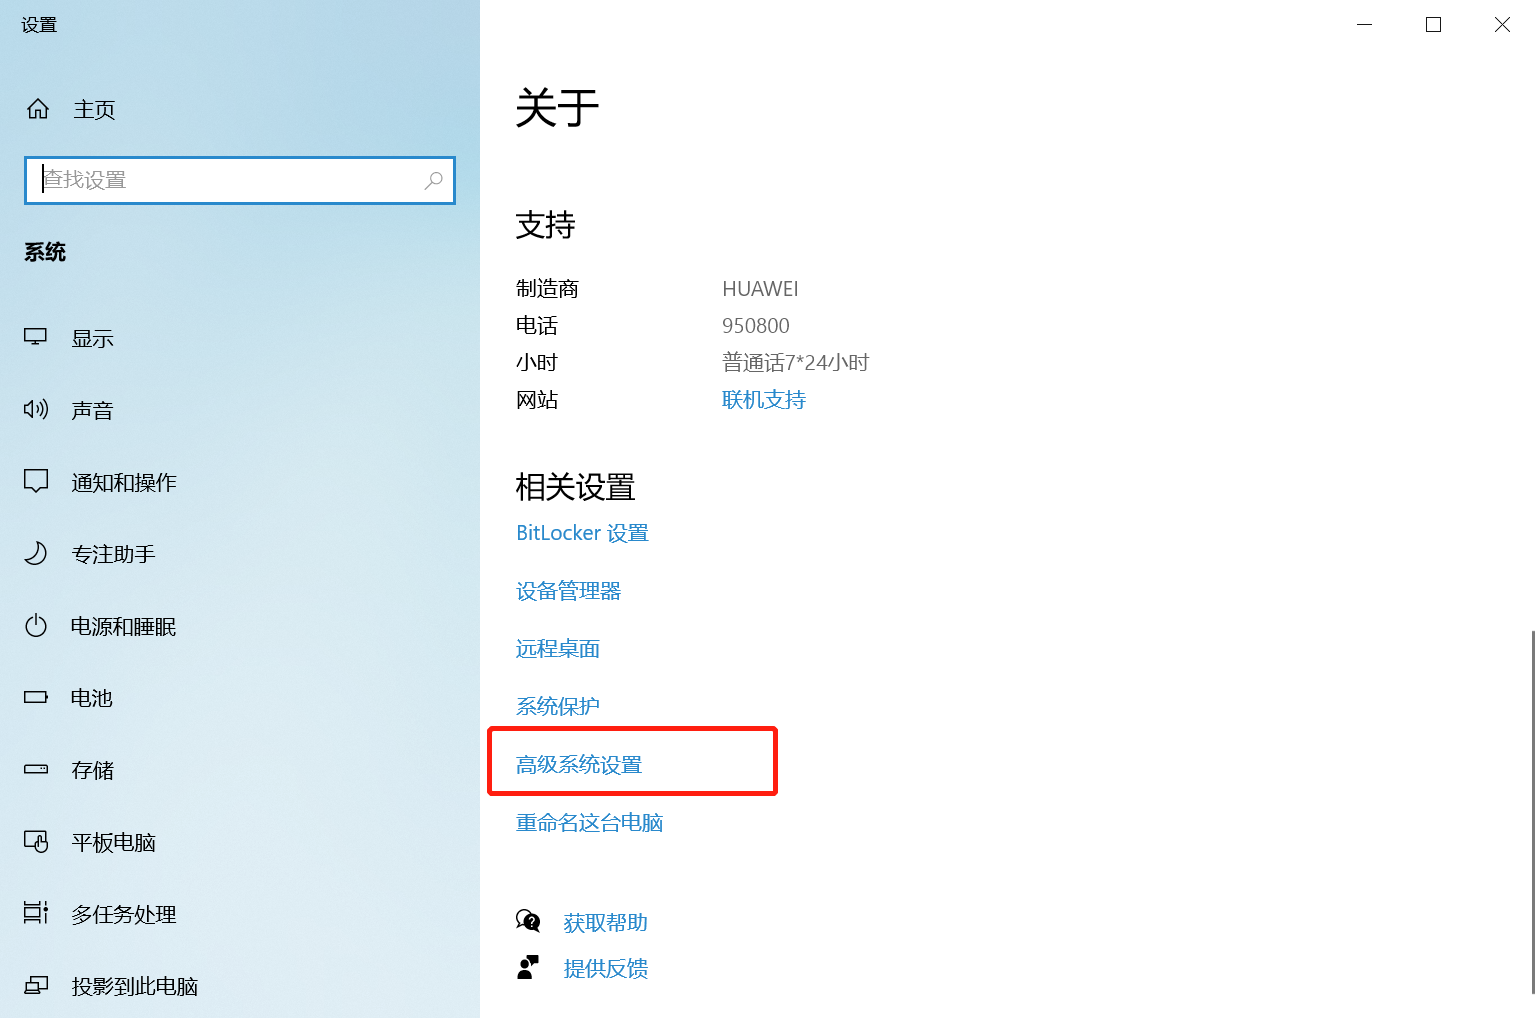 设置
主页
查找设置
系统
显示
声音
通知和操作
专注助手
电源和睡眠
电池
存储
平板电脑
多任务处理
投影到此电脑
关于
支持
制造商 HUAWEI
电话 950800
小时 普通话7*24小时
网站 联机支持
相关设置
BitLocker 设置
设备管理器
远程桌面
系统保护
高级系统设置
重命名这台电脑
获取帮助
提供反馈